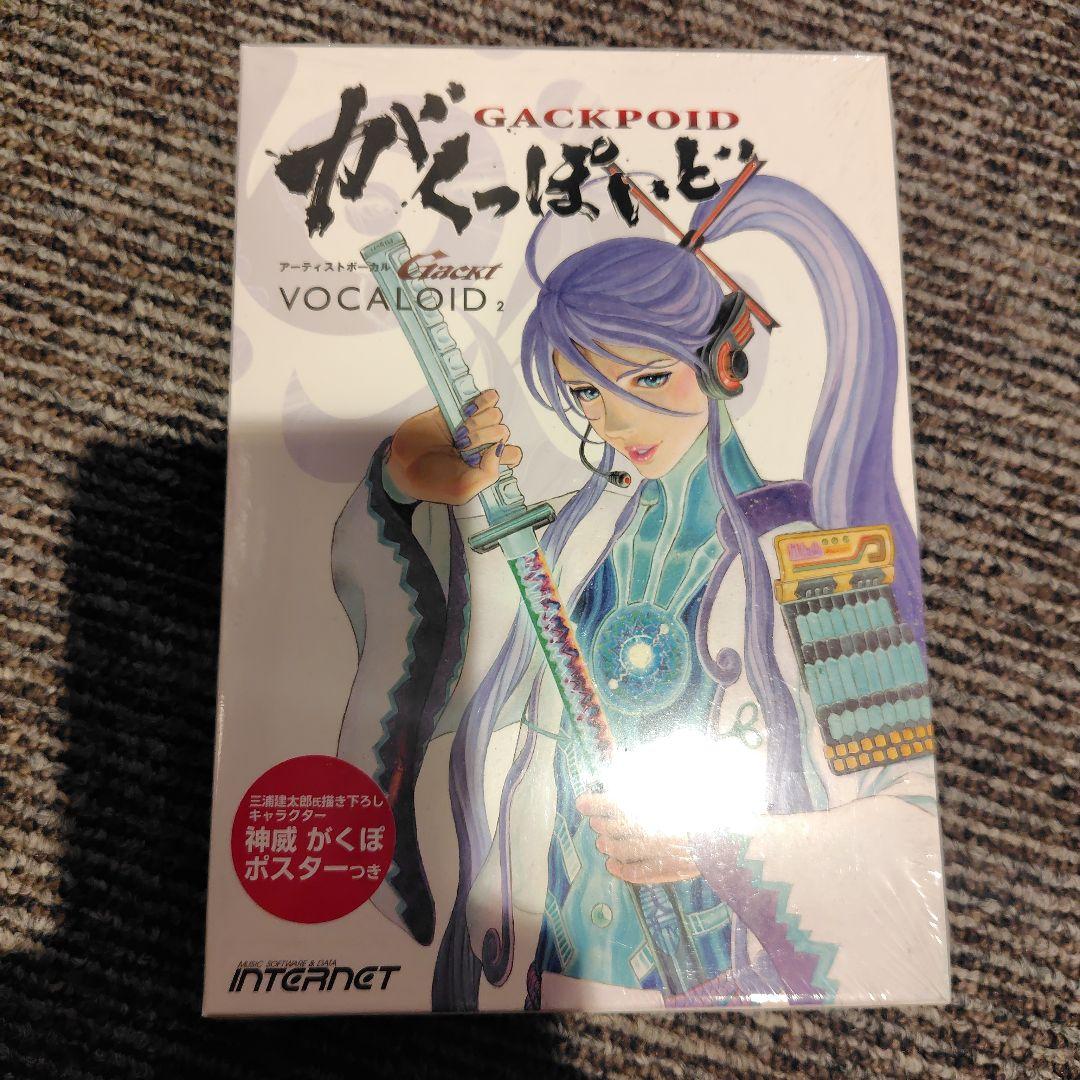 GACKPOID
がくっぽいど
アーティストボーカル Gackt
VOCALOID 2
三浦建太郎氏描き下ろし
キャラクター
神威 がくぽ
ポスターつき
MUSIC SOFTWARE & DATA
INTERNET